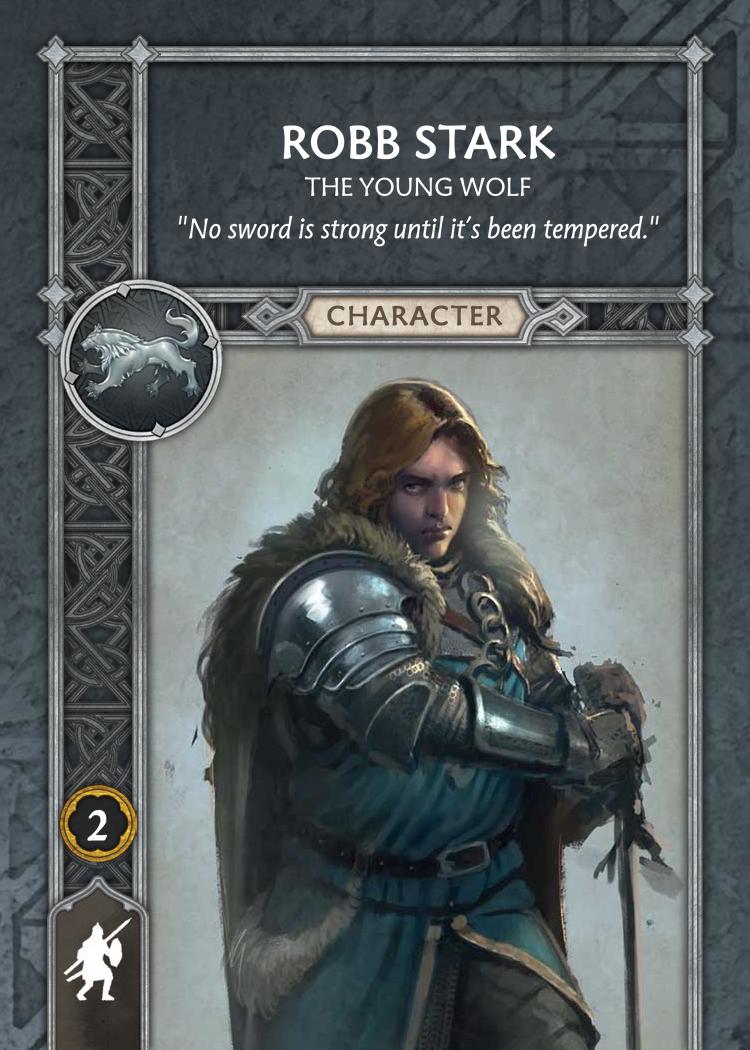 ROBB STARK
THE YOUNG WOLF
"No sword is strong until it's been tempered."
CHARACTER
2